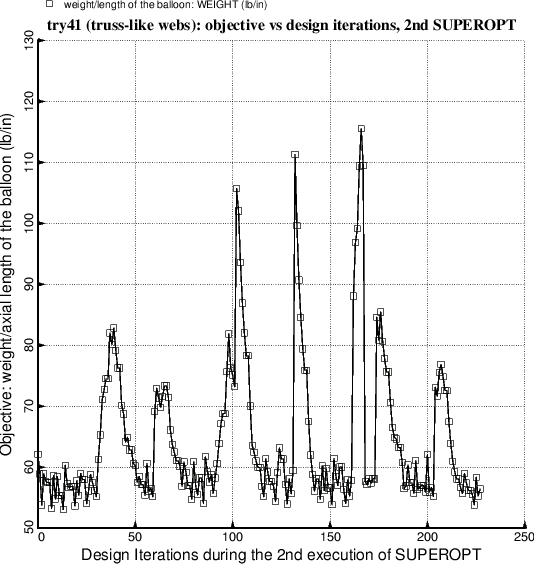 weight/length of the balloon: WEIGHT (lb/in)
try41 (truss-like webs): objective vs design iterations, 2nd SUPEROPT
Objective: weight/axial length of the balloon (lb/in)
130
120
110
100
90
80
70
60
50
0 50 100 150 200 250
Design Iterations during the 2nd execution of SUPEROPT